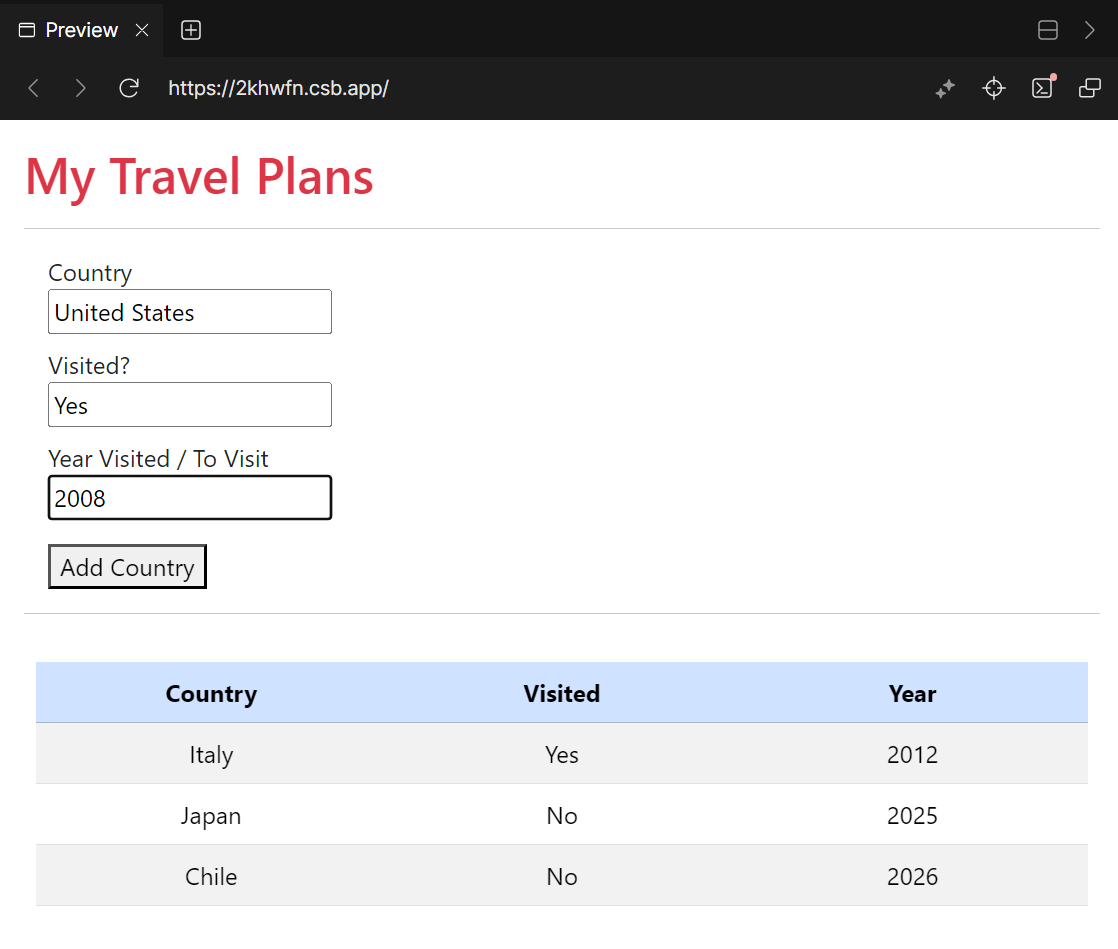 Preview
https://2khwfn.csb.app/
My Travel Plans
Country
United States
Visited?
Yes
Year Visited / To Visit
2008
Add Country
Country Visited Year
Italy Yes 2012
Japan No 2025
Chile No 2026